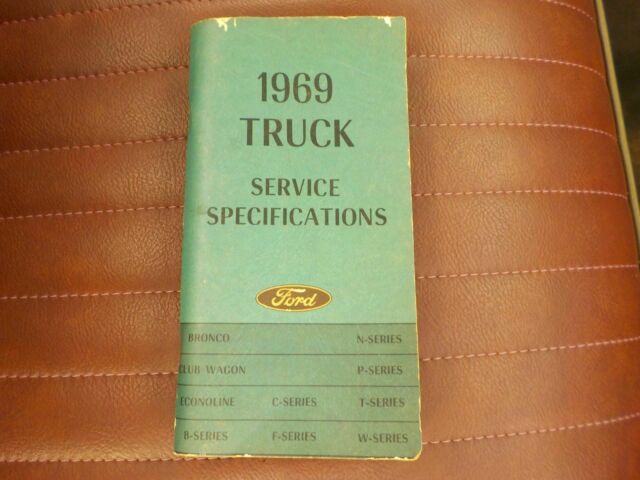 1969
TRUCK
SERVICE
SPECIFICATIONS
Ford
BRONCO N-SERIES
CLUB WAGON P-SERIES
ECONOLINE C-SERIES T-SERIES
B-SERIES F-SERIES W-SERIES